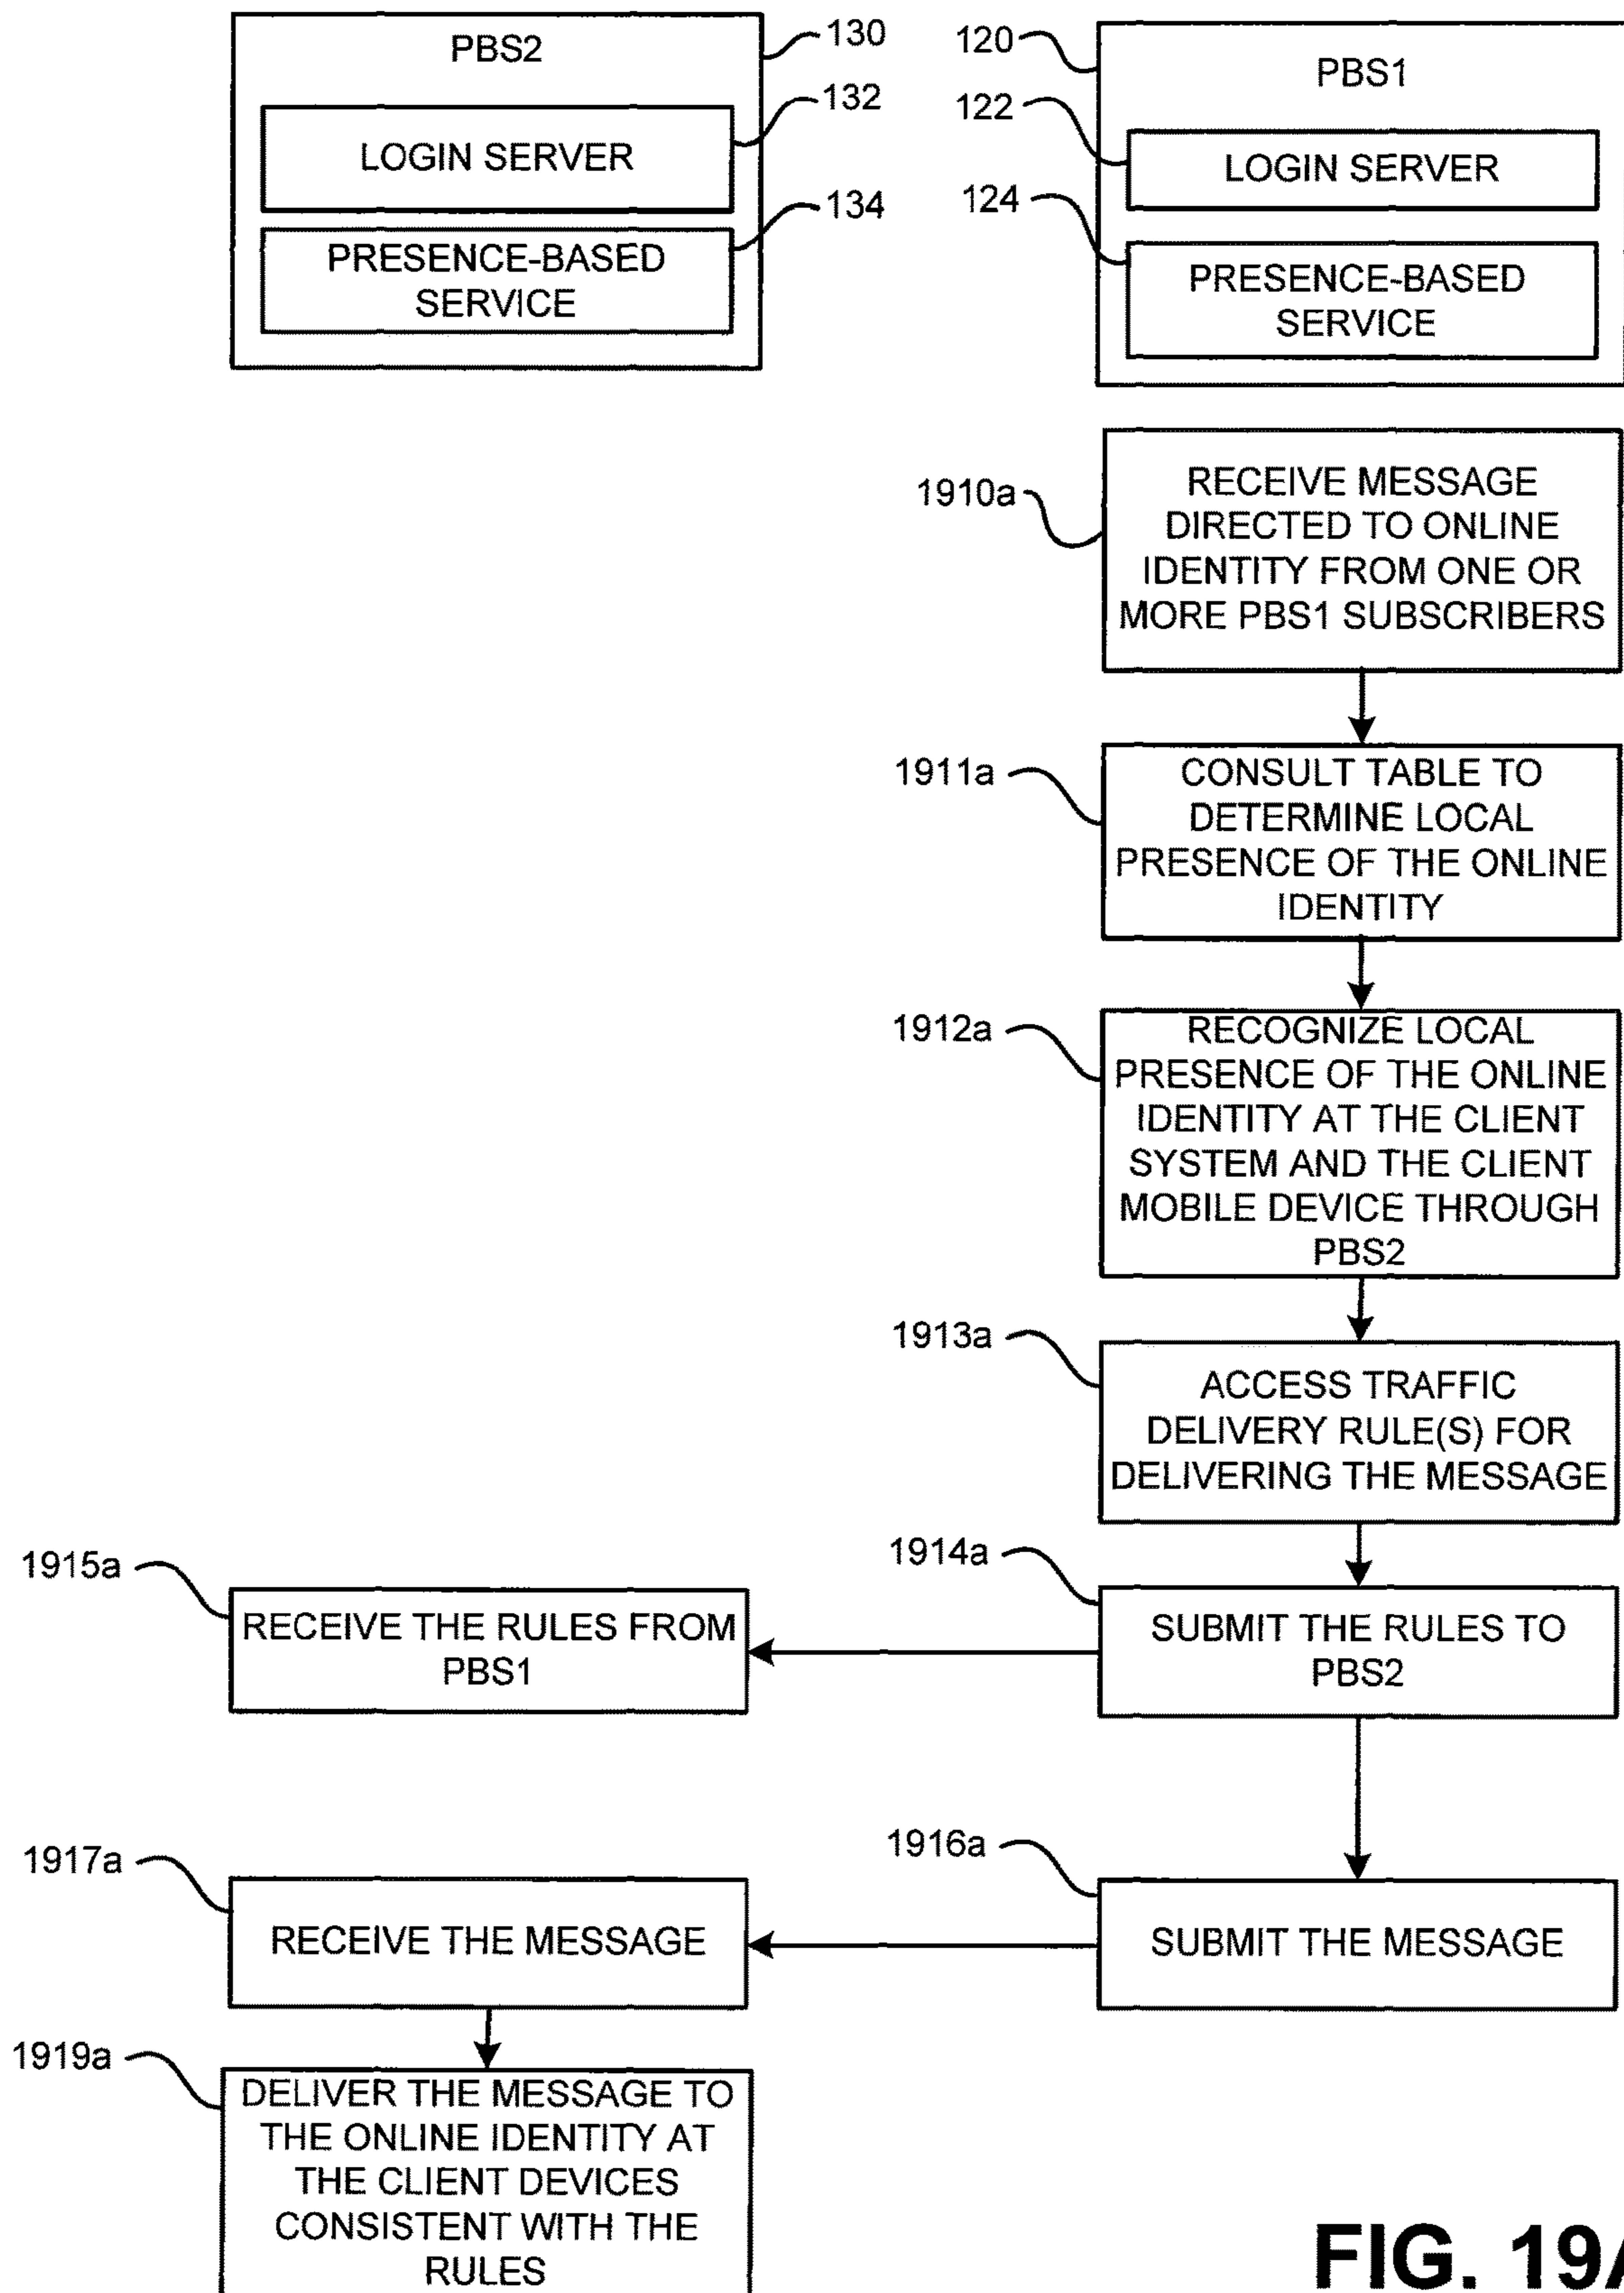 PBS2
130
132
LOGIN SERVER
134
PRESENCE-BASED
SERVICE
120
PBS1
122
LOGIN SERVER
124
PRESENCE-BASED
SERVICE
1910a
RECEIVE MESSAGE
DIRECTED TO ONLINE
IDENTITY FROM ONE OR
MORE PBS1 SUBSCRIBERS
1911a
CONSULT TABLE TO
DETERMINE LOCAL
PRESENCE OF THE ONLINE
IDENTITY
1912a
RECOGNIZE LOCAL
PRESENCE OF THE ONLINE
IDENTITY AT THE CLIENT
SYSTEM AND THE CLIENT
MOBILE DEVICE THROUGH
PBS2
1913a
ACCESS TRAFFIC
DELIVERY RULE(S) FOR
DELIVERING THE MESSAGE
1915a
RECEIVE THE RULES FROM
PBS1
1914a
SUBMIT THE RULES TO
PBS2
1917a
RECEIVE THE MESSAGE
1916a
SUBMIT THE MESSAGE
1919a
DELIVER THE MESSAGE TO
THE ONLINE IDENTITY AT
THE CLIENT DEVICES
CONSISTENT WITH THE
RULES
FIG. 19A